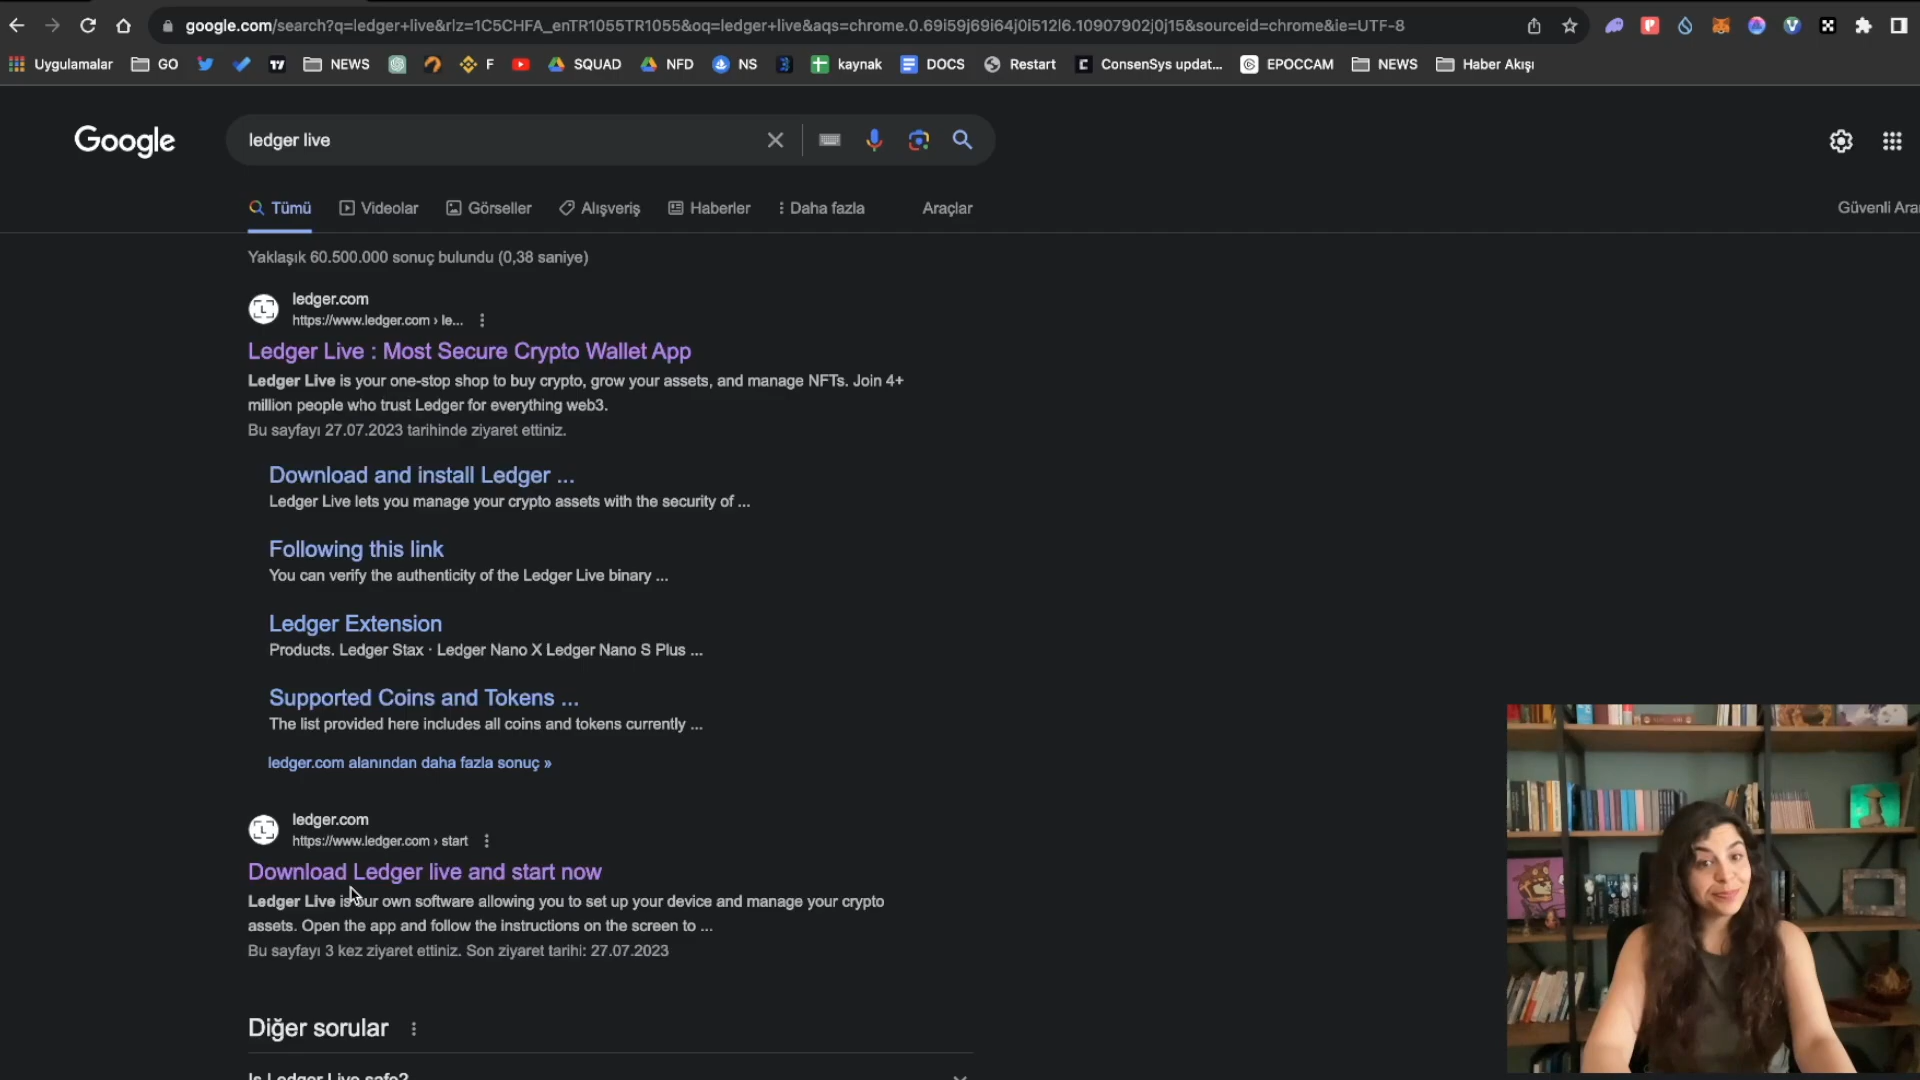 google.com/search?q=ledger+live&rlz=1C5CHFA_enTR1055TR1055&oq=ledger+live&aqs=chrome.0.69i59j69i64j0i512l6.10907902j0j15&sourceid=chrome&ie=UTF-8
Uygulamalar GO NEWS F SQUAD NFD NS kaynak DOCS Restart ConsenSys updat... EPOCCAM NEWS Haber Akışı
Google
ledger live
Tümü Videolar Görseller Alışveriş Haberler Daha fazla Araçlar Güvenli Ara
Yaklaşık 60.500.000 sonuç bulundu (0,38 saniye)
ledger.com
https://www.ledger.com › le...
Ledger Live : Most Secure Crypto Wallet App
Ledger Live is your one-stop shop to buy crypto, grow your assets, and manage NFTs. Join 4+
million people who trust Ledger for everything web3.
Bu sayfayı 27.07.2023 tarihinde ziyaret ettiniz.
Download and install Ledger ...
Ledger Live lets you manage your crypto assets with the security of ...
Following this link
You can verify the authenticity of the Ledger Live binary ...
Ledger Extension
Products. Ledger Stax · Ledger Nano X Ledger Nano S Plus ...
Supported Coins and Tokens ...
The list provided here includes all coins and tokens currently ...
ledger.com alanından daha fazla sonuç »
ledger.com
https://www.ledger.com › start
Download Ledger live and start now
Ledger Live is our own software allowing you to set up your device and manage your crypto
assets. Open the app and follow the instructions on the screen to ...
Bu sayfayı 3 kez ziyaret ettiniz. Son ziyaret tarihi: 27.07.2023
Diğer sorular
Is Ledger Live safe?